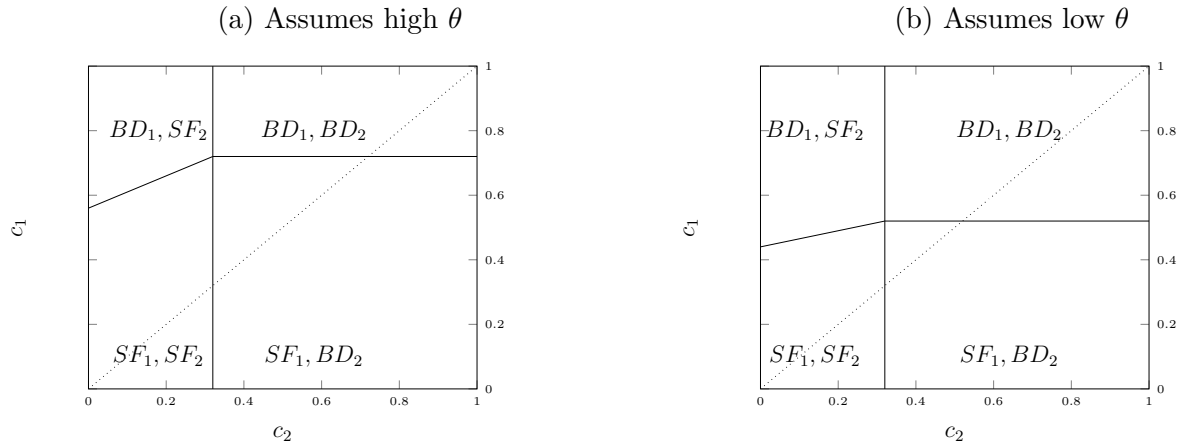 (a) Assumes high θ
BD₁, SF₂
BD₁, BD₂
SF₁, SF₂
SF₁, BD₂
1
0.8
0.6
0.4
0.2
0
0 0.2 0.4 0.6 0.8 1
c₁
c₂
(b) Assumes low θ
BD₁, SF₂
BD₁, BD₂
SF₁, SF₂
SF₁, BD₂
1
0.8
0.6
0.4
0.2
0
0 0.2 0.4 0.6 0.8 1
c₁
c₂